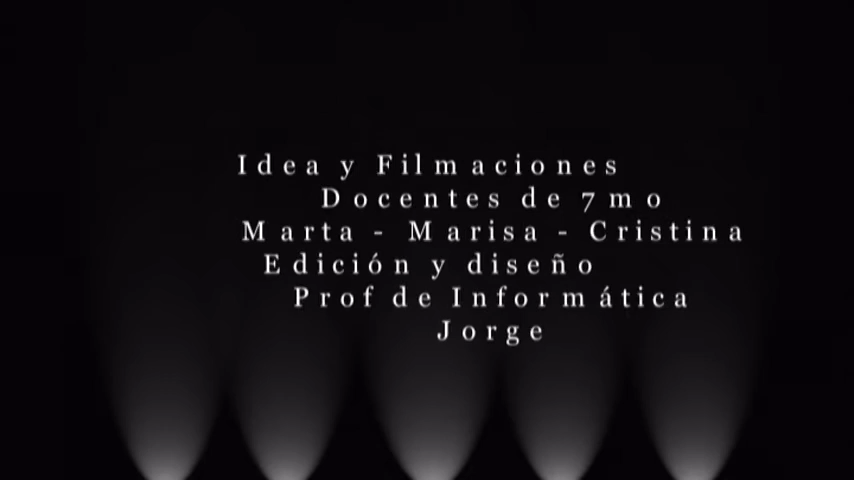 Idea y Filmaciones
Docentes de 7mo
Marta - Marisa - Cristina
Edición y diseño
Prof de Informática
Jorge